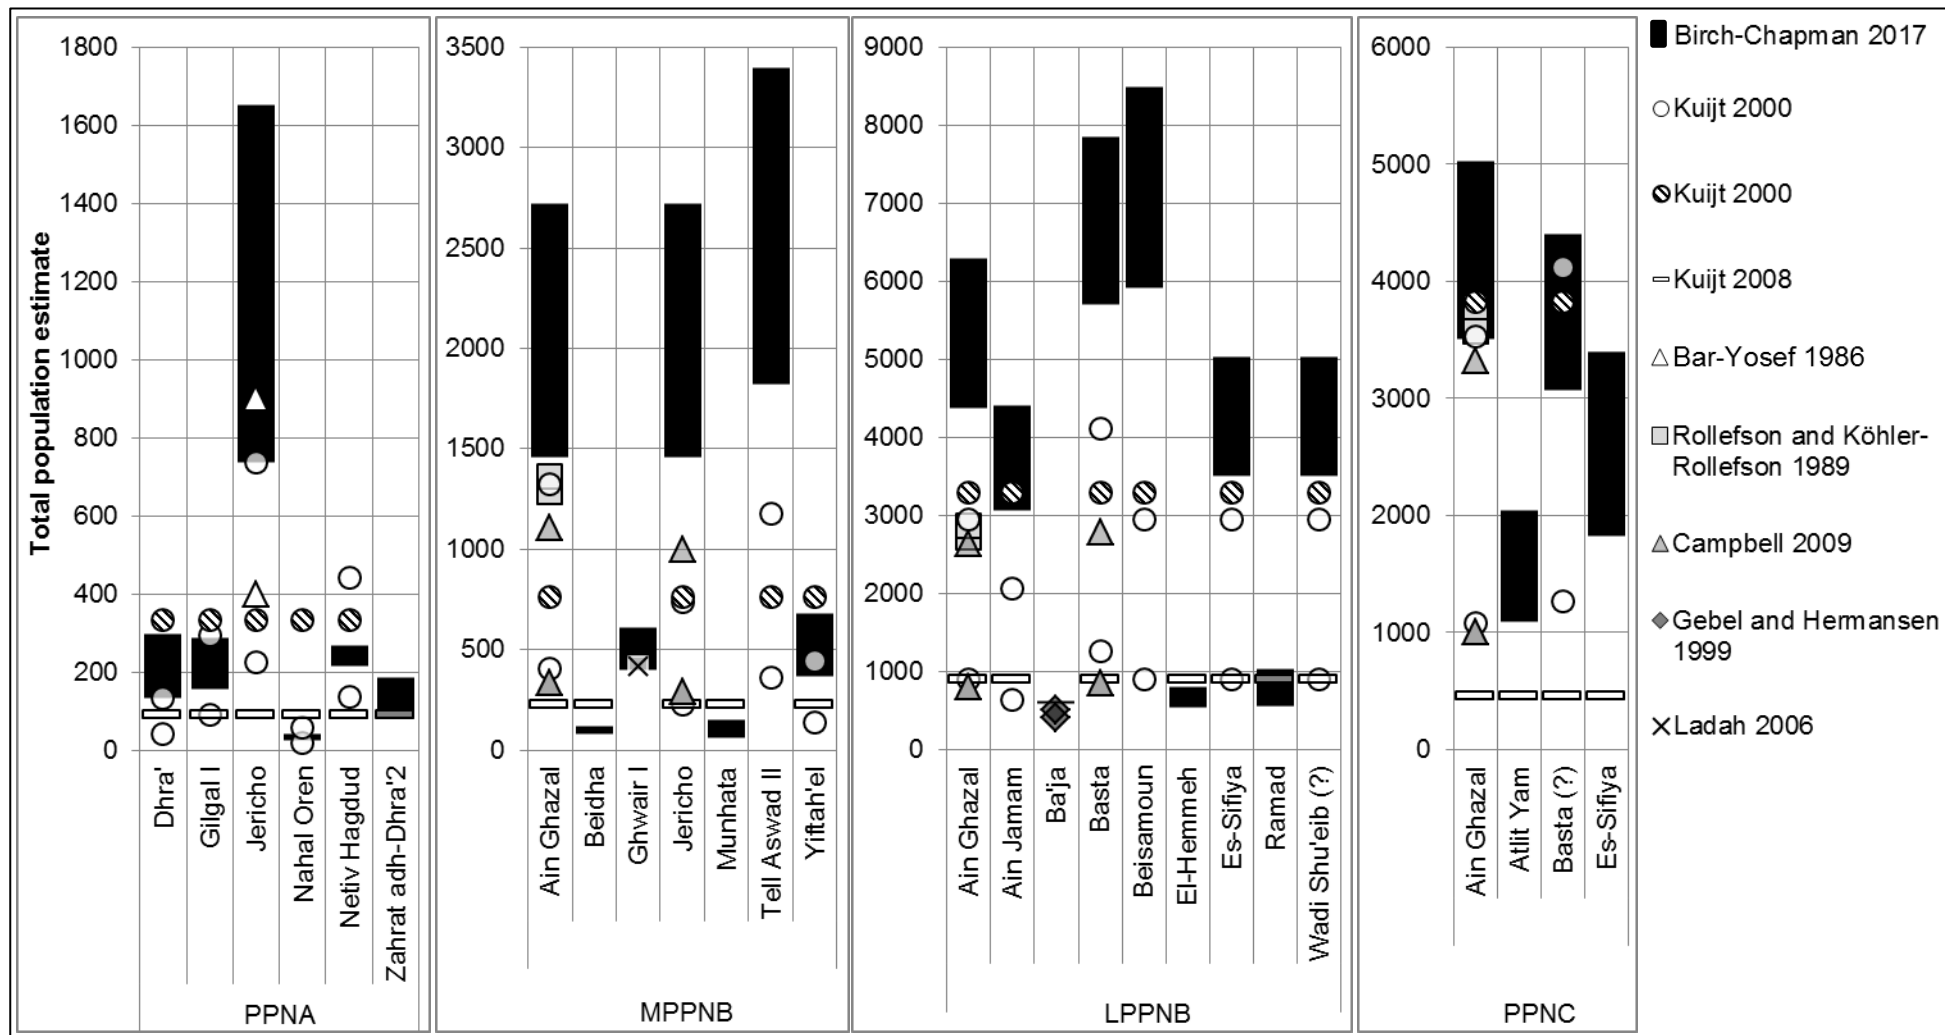 Total population estimate
1800
1600
1400
1200
1000
800
600
400
200
0
Dhra'
Gilgal I
Jericho
Nahal Oren
Netiv Hagdud
Zahrat adh-Dhra'2
PPNA
3500
3000
2500
2000
1500
1000
500
0
Ain Ghazal
Beidha
Ghwair I
Jericho
Munhata
Tell Aswad II
Yiftah'el
MPPNB
9000
8000
7000
6000
5000
4000
3000
2000
1000
0
Ain Ghazal
Ain Jamam
Ba'ja
Basta
Beisamoun
El-Hemmeh
Es-Sifiya
Ramad
Wadi Shu'eib (?)
LPPNB
6000
5000
4000
3000
2000
1000
0
Ain Ghazal
Atlit Yam
Basta (?)
Es-Sifiya
PPNC
Birch-Chapman 2017
Kuijt 2000
Kuijt 2000
Kuijt 2008
Bar-Yosef 1986
Rollefson and Köhler-
Rollefson 1989
Campbell 2009
Gebel and Hermansen
1999
Ladah 2006